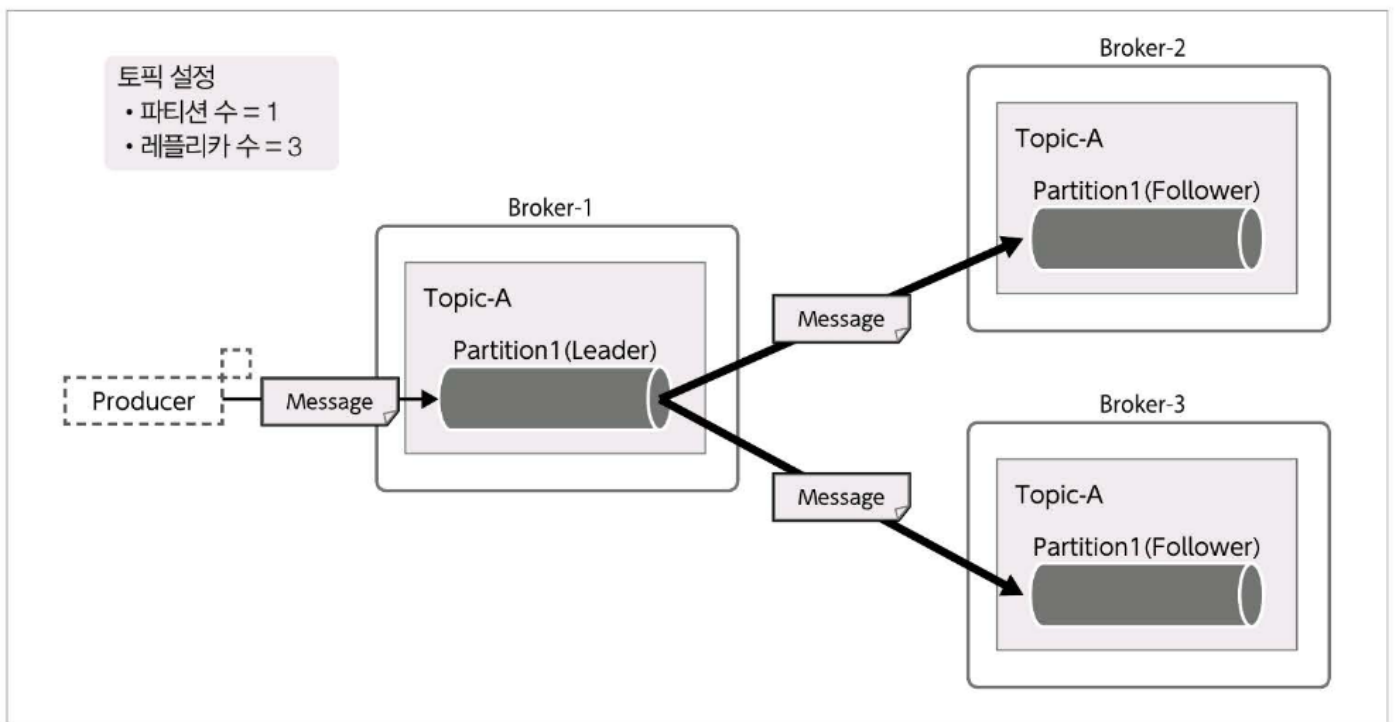 토픽 설정
• 파티션 수 = 1
• 레플리카 수 = 3
Broker-1
Topic-A
Partition1(Leader)
Producer
Message
Message
Message
Broker-2
Topic-A
Partition1(Follower)
Broker-3
Topic-A
Partition1(Follower)